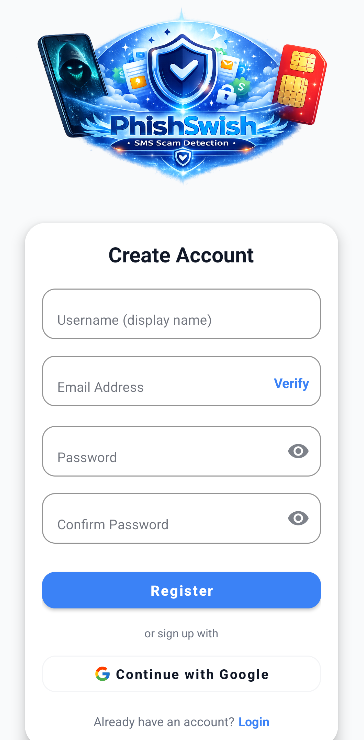 PhishSwish
• SMS Scam Detection •
Create Account
Username (display name)
Email Address
Verify
Password
Confirm Password
Register
or sign up with
Continue with Google
Already have an account? Login